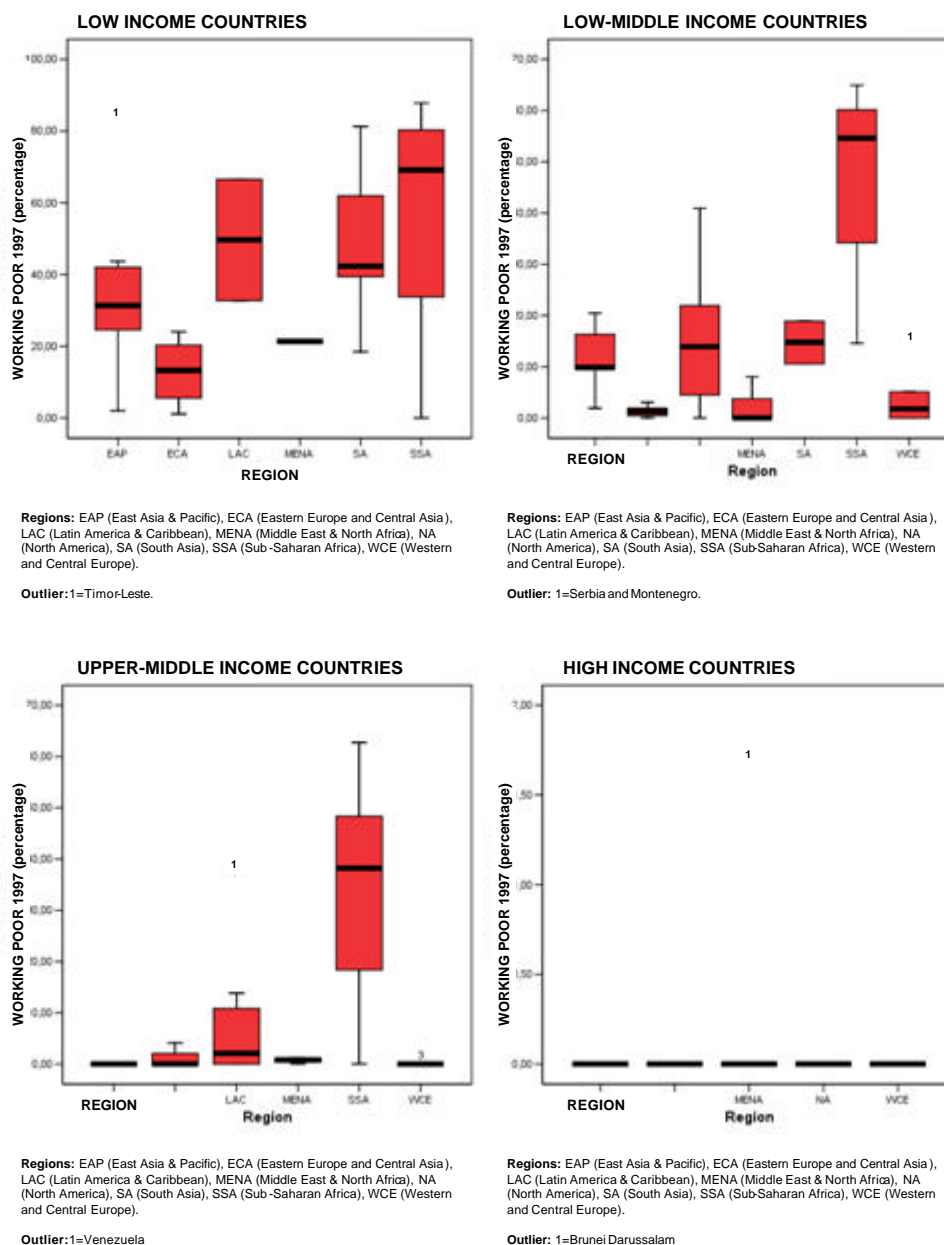 LOW INCOME COUNTRIES
WORKING POOR 1997 (percentage)
100,00
80,00
60,00
40,00
20,00
0,00
1
EAP ECA LAC MENA SA SSA
REGION
Regions: EAP (East Asia & Pacific), ECA (Eastern Europe and Central Asia),
LAC (Latin America & Caribbean), MENA (Middle East & North Africa), NA
(North America), SA (South Asia), SSA (Sub-Saharan Africa), WCE (Western
and Central Europe).
Outlier:1=Timor-Leste.
LOW-MIDDLE INCOME COUNTRIES
WORKING POOR 1997 (percentage)
0,00
1
REGION MENA SA SSA WCE
Region
Regions: EAP (East Asia & Pacific), ECA (Eastern Europe and Central Asia),
LAC (Latin America & Caribbean), MENA (Middle East & North Africa), NA
(North America), SA (South Asia), SSA (Sub-Saharan Africa), WCE (Western
and Central Europe).
Outlier: 1=Serbia and Montenegro.
UPPER-MIDDLE INCOME COUNTRIES
WORKING POOR 1997 (percentage)
0,00
1
3
REGION LAC MENA SSA WCE
Region
Regions: EAP (East Asia & Pacific), ECA (Eastern Europe and Central Asia),
LAC (Latin America & Caribbean), MENA (Middle East & North Africa), NA
(North America), SA (South Asia), SSA (Sub-Saharan Africa), WCE (Western
and Central Europe).
Outlier:1=Venezuela
HIGH INCOME COUNTRIES
WORKING POOR 1997 (percentage)
0,00
1
REGION MENA NA WCE
Region
Regions: EAP (East Asia & Pacific), ECA (Eastern Europe and Central Asia),
LAC (Latin America & Caribbean), MENA (Middle East & North Africa), NA
(North America), SA (South Asia), SSA (Sub-Saharan Africa), WCE (Western
and Central Europe).
Outlier: 1=Brunei Darussalam